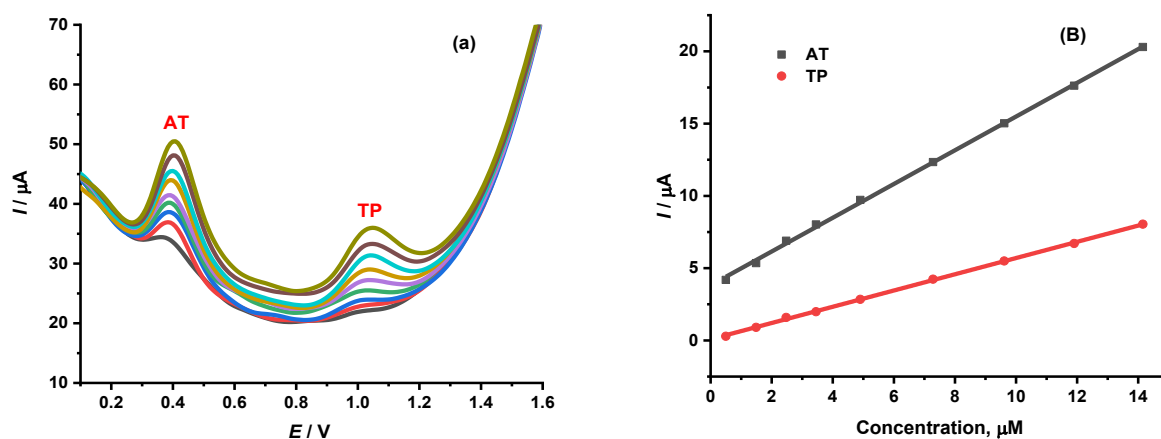 (a)
AT
TP
I / µA
70
60
50
40
30
20
10
0.2 0.4 0.6 0.8 1.0 1.2 1.4 1.6
E / V
(B)
AT
TP
I / µA
20
15
10
5
0
0 2 4 6 8 10 12 14
Concentration, µM